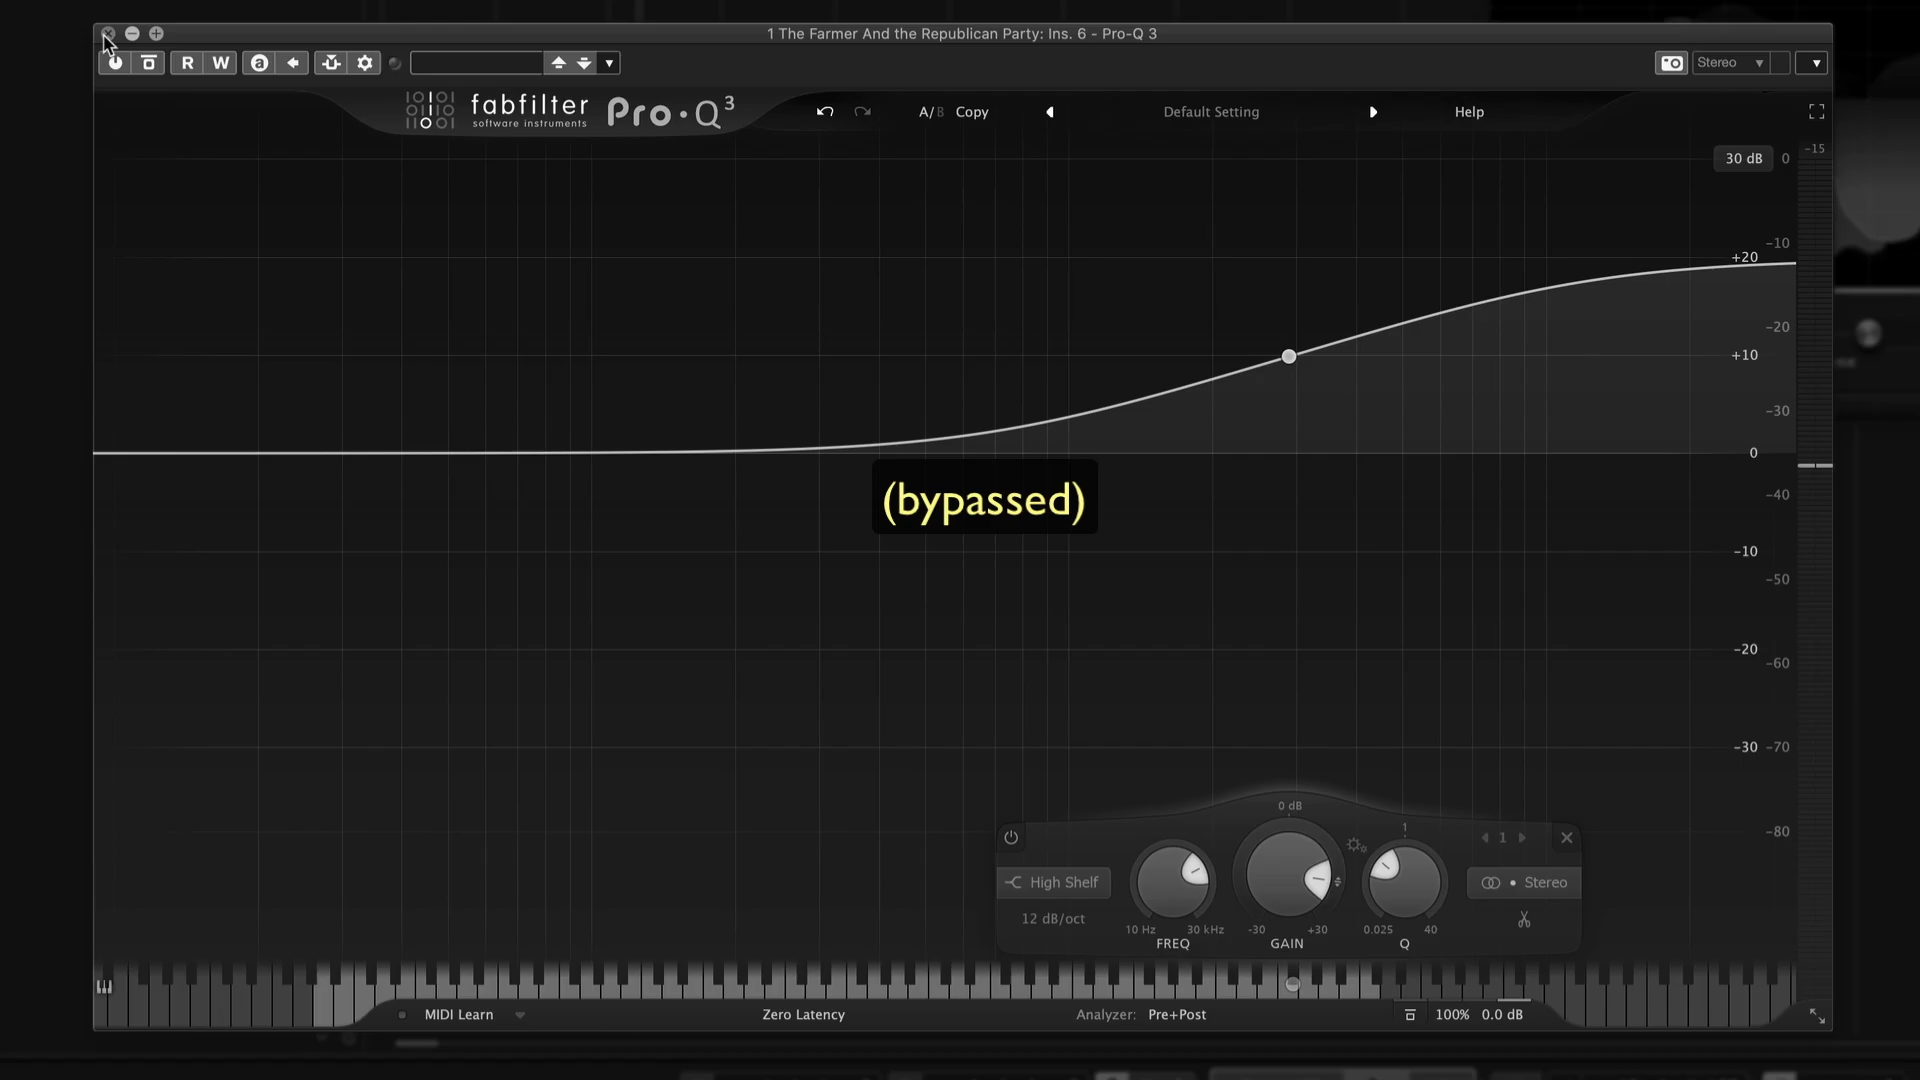 1 The Farmer And the Republican Party: Ins. 6 - Pro-Q 3
R W a Stereo
fabfilter
software instruments
Pro·Q3
A/B Copy Default Setting Help
-15
30 dB 0
-10
+20
-20
+10
-30
0
-40
(bypassed)
-10
-50
-20
-60
-30 -70
-80
0 dB
1
1
High Shelf
Stereo
12 dB/oct
10 Hz 30 kHz -30 +30 0.025 40
FREQ GAIN Q
MIDI Learn Zero Latency Analyzer: Pre+Post 100% 0.0 dB